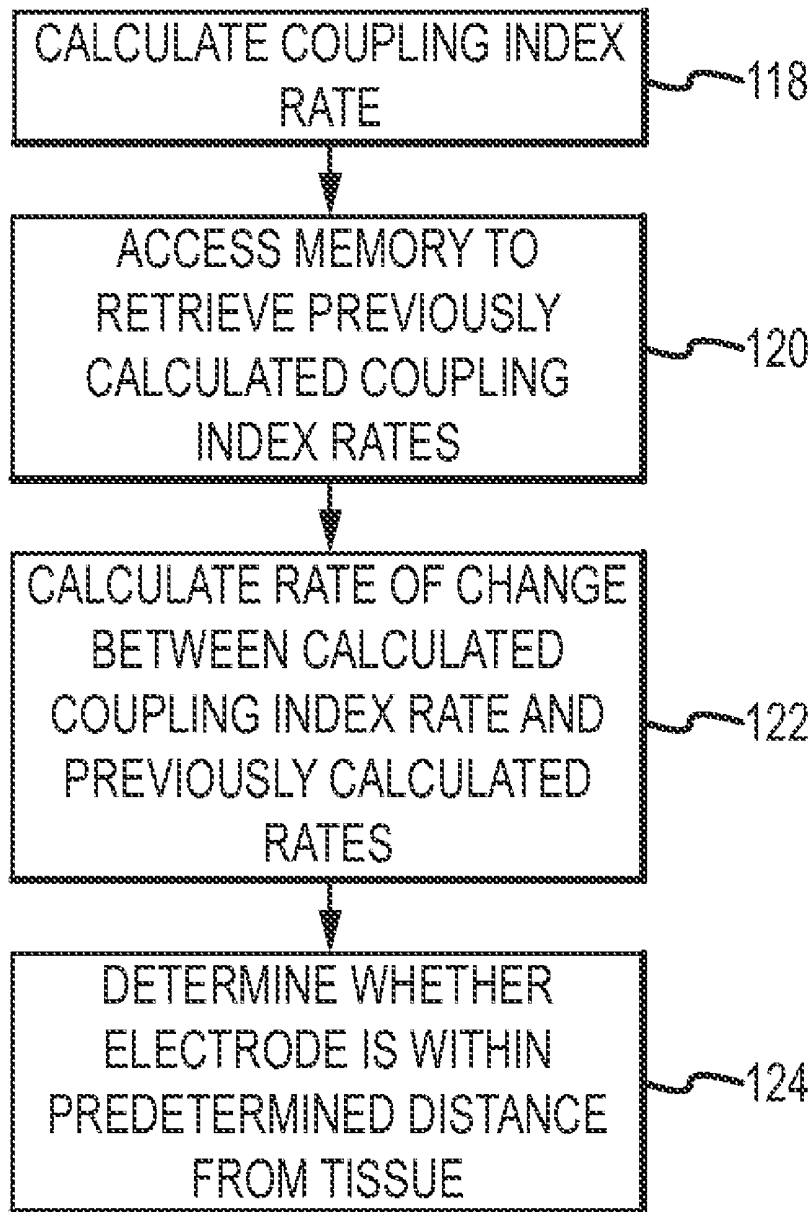 CALCULATE COUPLING INDEX
RATE
118
ACCESS MEMORY TO
RETRIEVE PREVIOUSLY
CALCULATED COUPLING
INDEX RATES
120
CALCULATE RATE OF CHANGE
BETWEEN CALCULATED
COUPLING INDEX RATE AND
PREVIOUSLY CALCULATED
RATES
122
DETERMINE WHETHER
ELECTRODE IS WITHIN
PREDETERMINED DISTANCE
FROM TISSUE
124